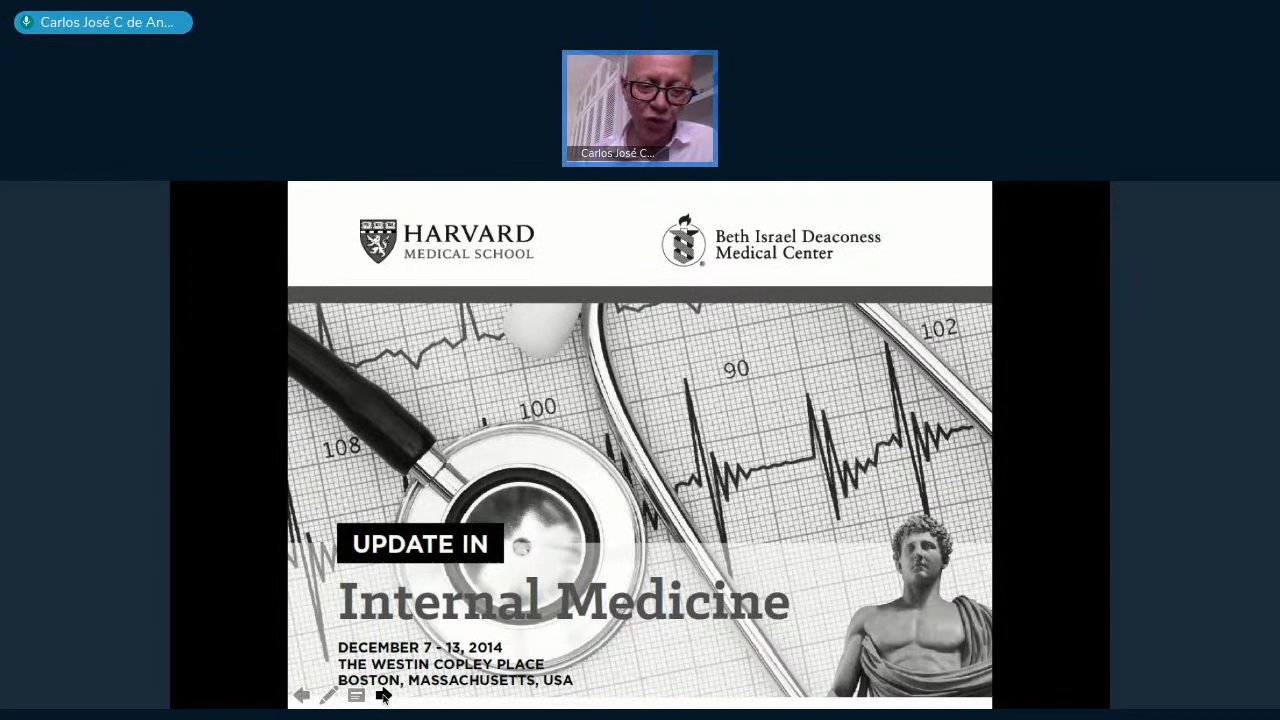 Carlos José C de An...
Carlos José C...
HARVARD
MEDICAL SCHOOL
Beth Israel Deaconess
Medical Center
102
90
100
108
UPDATE IN
Internal Medicine
DECEMBER 7 - 13, 2014
THE WESTIN COPLEY PLACE
BOSTON, MASSACHUSETTS, USA